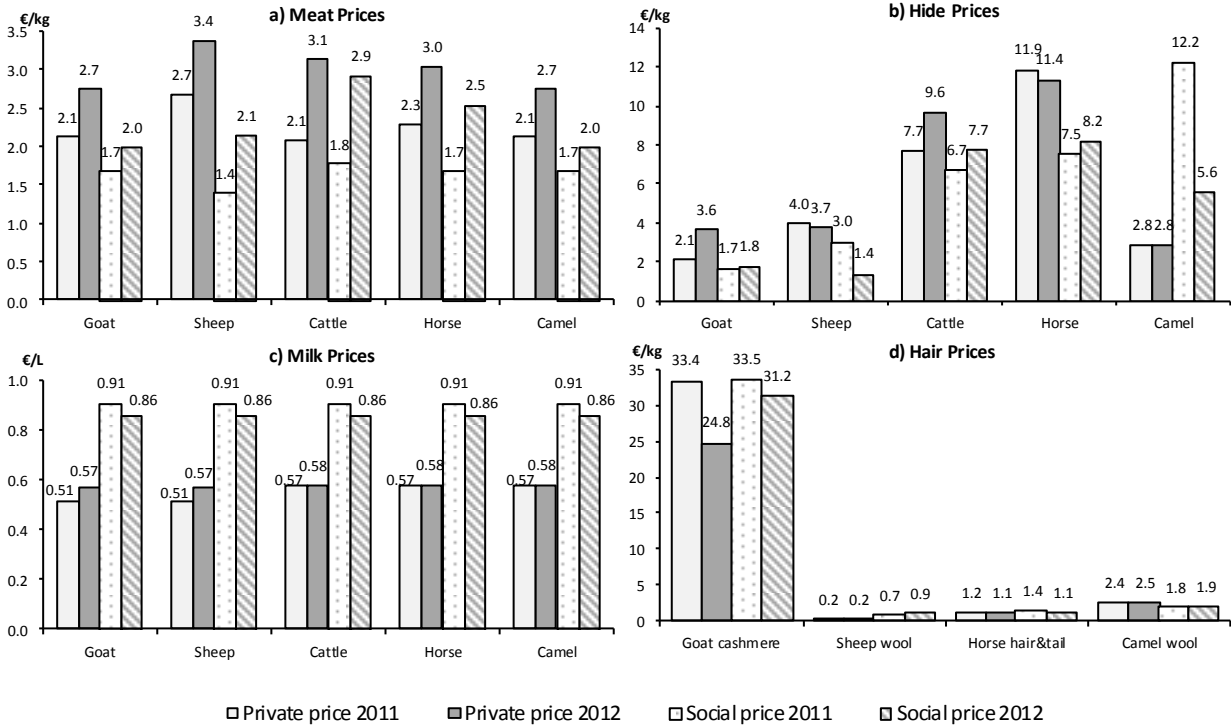 a) Meat Prices
€/kg
3.5
3.0
2.5
2.0
1.5
1.0
0.5
0.0
2.1 2.7 1.7 2.0
2.7 3.4 1.4 2.1
2.1 3.1 1.8 2.9
2.3 3.0 1.7 2.5
2.1 2.7 1.7 2.0
Goat Sheep Cattle Horse Camel
b) Hide Prices
€/kg
14
12
10
8
6
4
2
0
2.1 3.6 1.7 1.8
4.0 3.7 3.0 1.4
7.7 9.6 6.7 7.7
11.9 11.4 7.5 8.2
2.8 2.8 12.2 5.6
Goat Sheep Cattle Horse Camel
c) Milk Prices
€/L
1.0
0.8
0.6
0.4
0.2
0.0
0.51 0.57 0.91 0.86
0.51 0.57 0.91 0.86
0.57 0.58 0.91 0.86
0.57 0.58 0.91 0.86
0.57 0.58 0.91 0.86
Goat Sheep Cattle Horse Camel
d) Hair Prices
€/kg
35
30
25
20
15
10
5
0
33.4 24.8 33.5 31.2
0.2 0.2 0.7 0.9
1.2 1.1 1.4 1.1
2.4 2.5 1.8 1.9
Goat cashmere Sheep wool Horse hair&tail Camel wool
Private price 2011 Private price 2012 Social price 2011 Social price 2012